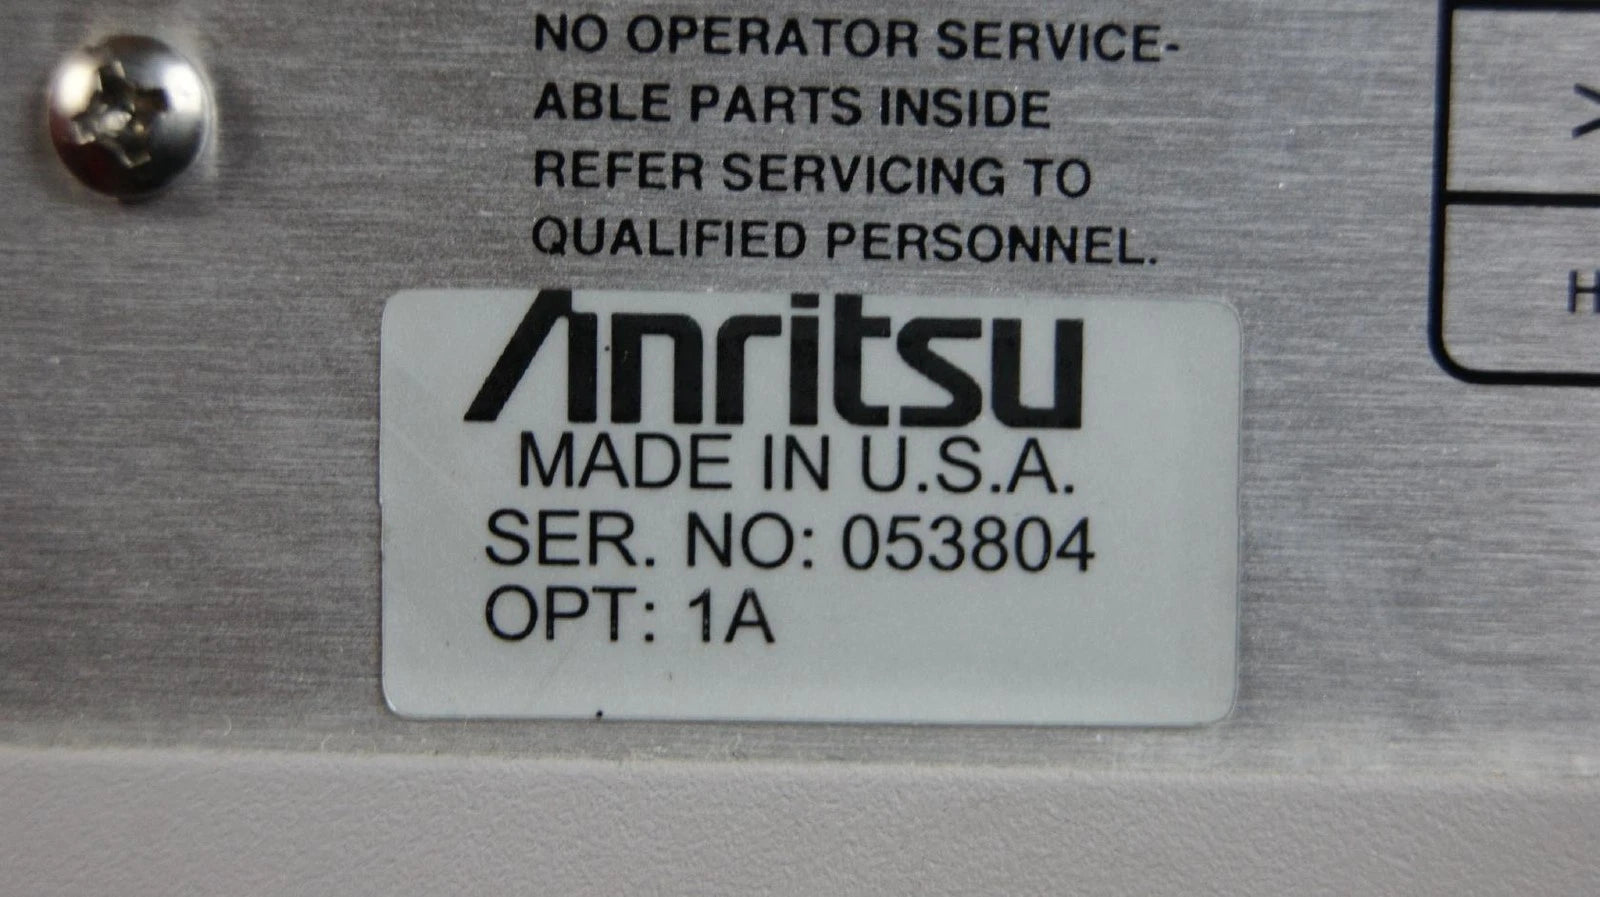 NO OPERATOR SERVICE-
ABLE PARTS INSIDE
REFER SERVICING TO
QUALIFIED PERSONNEL.
Anritsu
MADE IN U.S.A.
SER. NO: 053804
OPT: 1A
H